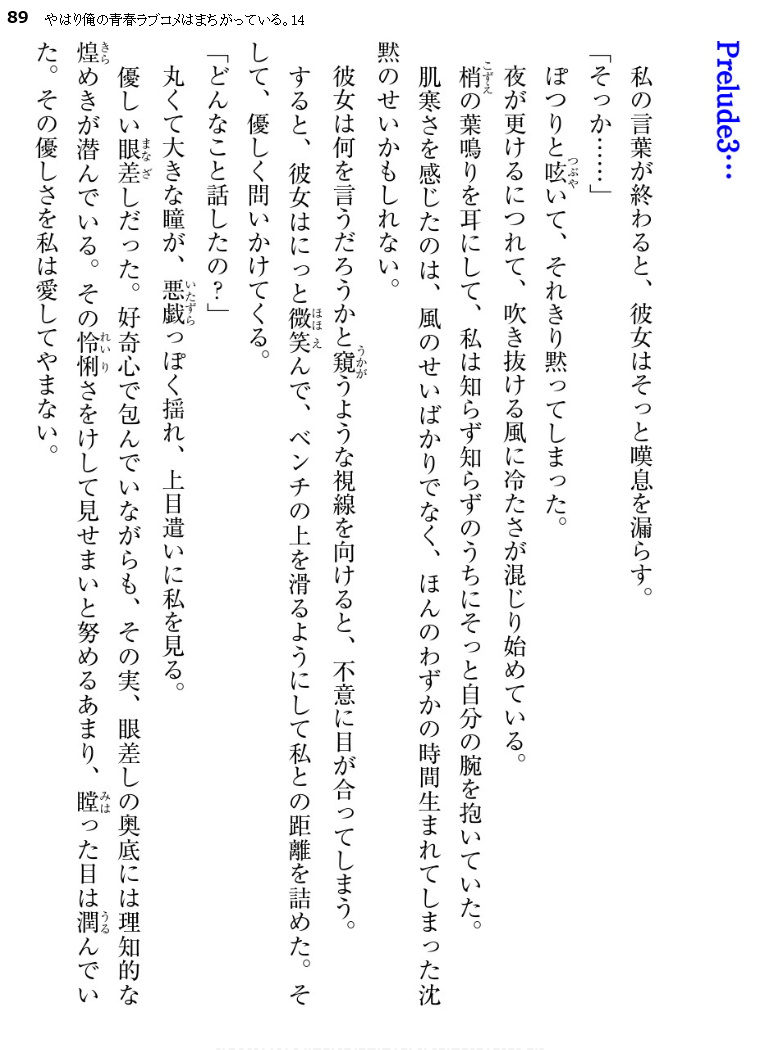 89 やはり俺の青春ラブコメはまちがっている。14
Prelude3…
私の言葉が終わると、彼女はそっと嘆息を漏らす。
「そっか……」
ぽつりと呟いて、それきり黙ってしまった。
夜が更けるにつれて、吹き抜ける風に冷たさが混じり始めている。
梢の葉鳴りを耳にして、私は知らず知らずのうちにそっと自分の腕を抱いていた。
肌寒さを感じたのは、風のせいばかりでなく、ほんのわずかの時間生まれてしまった沈
黙のせいかもしれない。
彼女は何を言うだろうかと窺うような視線を向けると、不意に目が合ってしまう。
すると、彼女はにっと微笑んで、ベンチの上を滑るようにして私との距離を詰めた。そ
して、優しく問いかけてくる。
「どんなこと話したの？」
丸くて大きな瞳が、悪戯っぽく揺れ、上目遣いに私を見る。
優しい眼差しだった。好奇心で包んでいながらも、その実、眼差しの奥底には理知的な
煌めきが潜んでいる。その怜悧さをけして見せまいと努めるあまり、瞠った目は潤んでい
た。その優しさを私は愛してやまない。